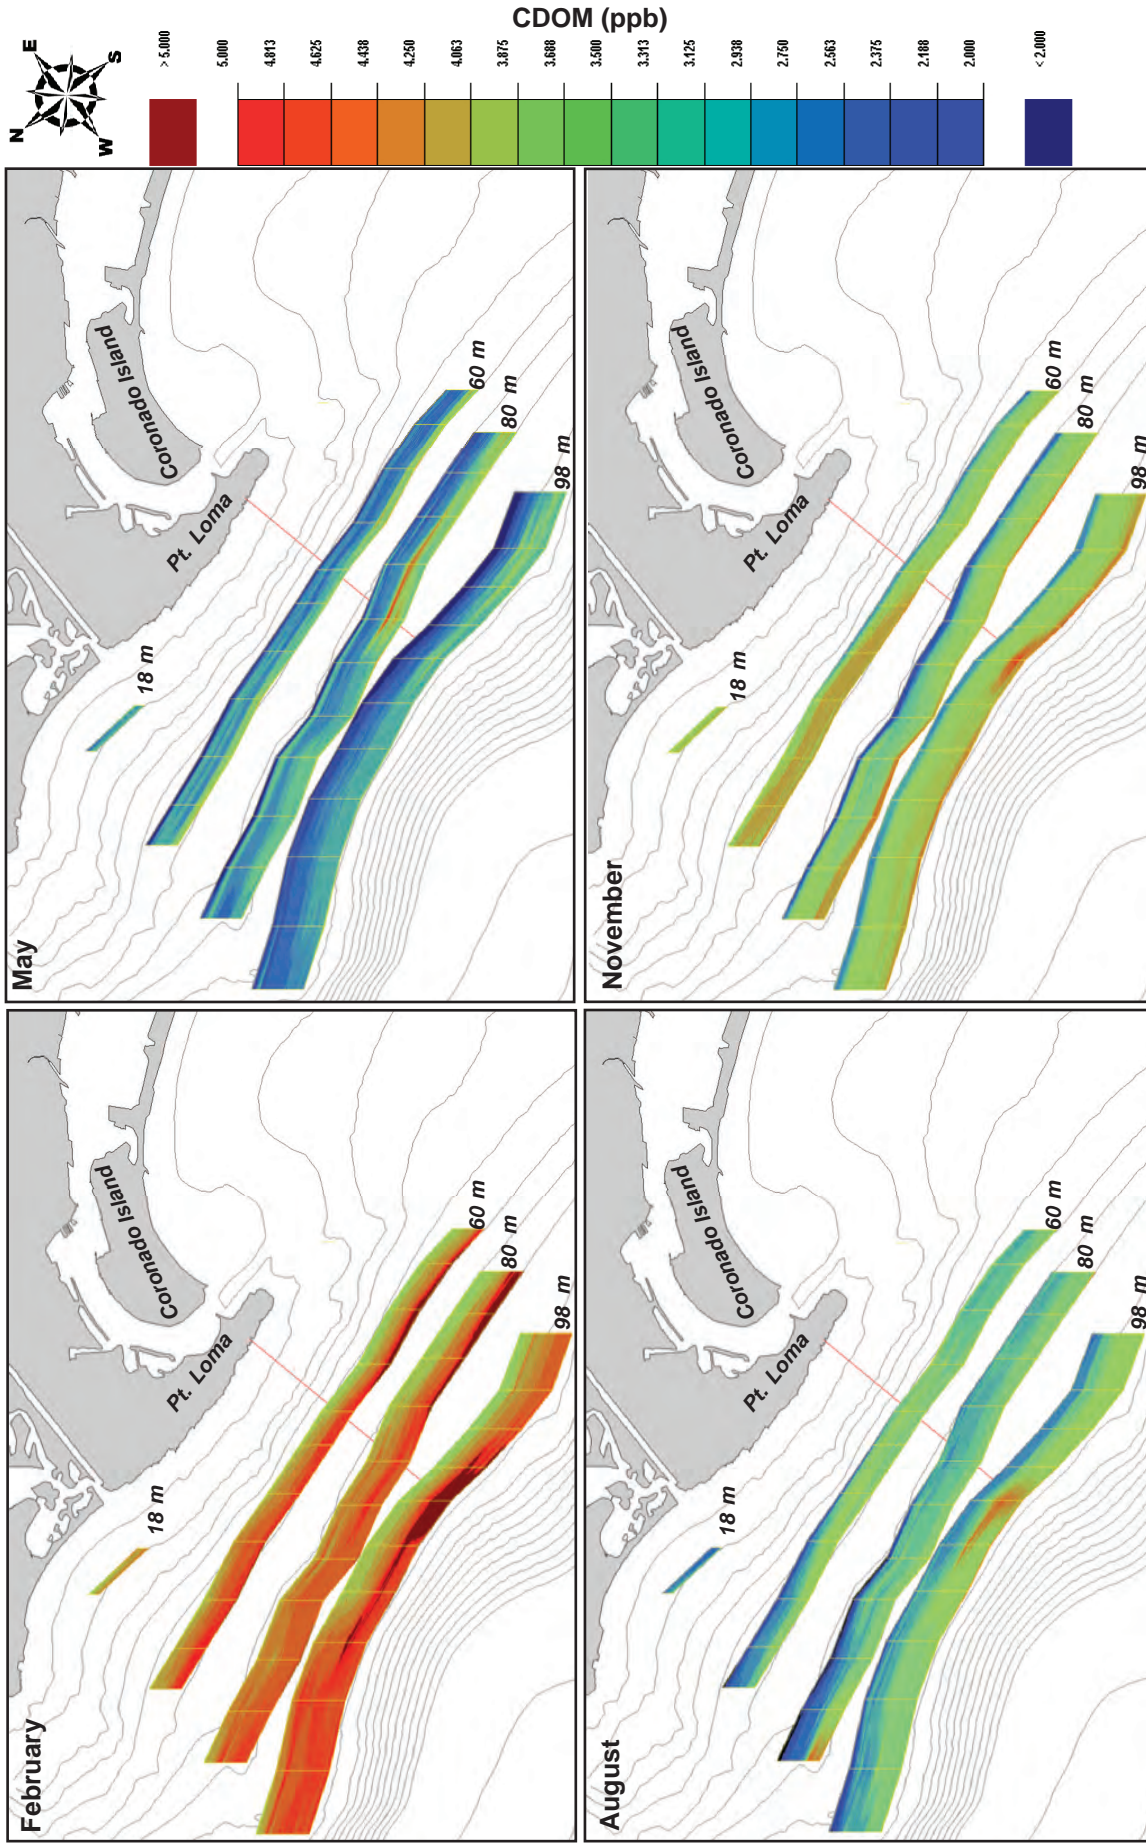 CDOM (ppb)
N
E
S
W
> 5.000
5.000
4.813
4.625
4.438
4.250
4.063
3.875
3.688
3.500
3.313
3.125
2.938
2.750
2.563
2.375
2.188
2.0000
< 2.000
February
18 m
Pt. Loma
Coronado Island
60 m
80 m
98 m
May
18 m
Pt. Loma
Coronado Island
60 m
80 m
98 m
August
18 m
Pt. Loma
Coronado Island
60 m
80 m
98 m
November
18 m
Pt. Loma
Coronado Island
60 m
80 m
98 m